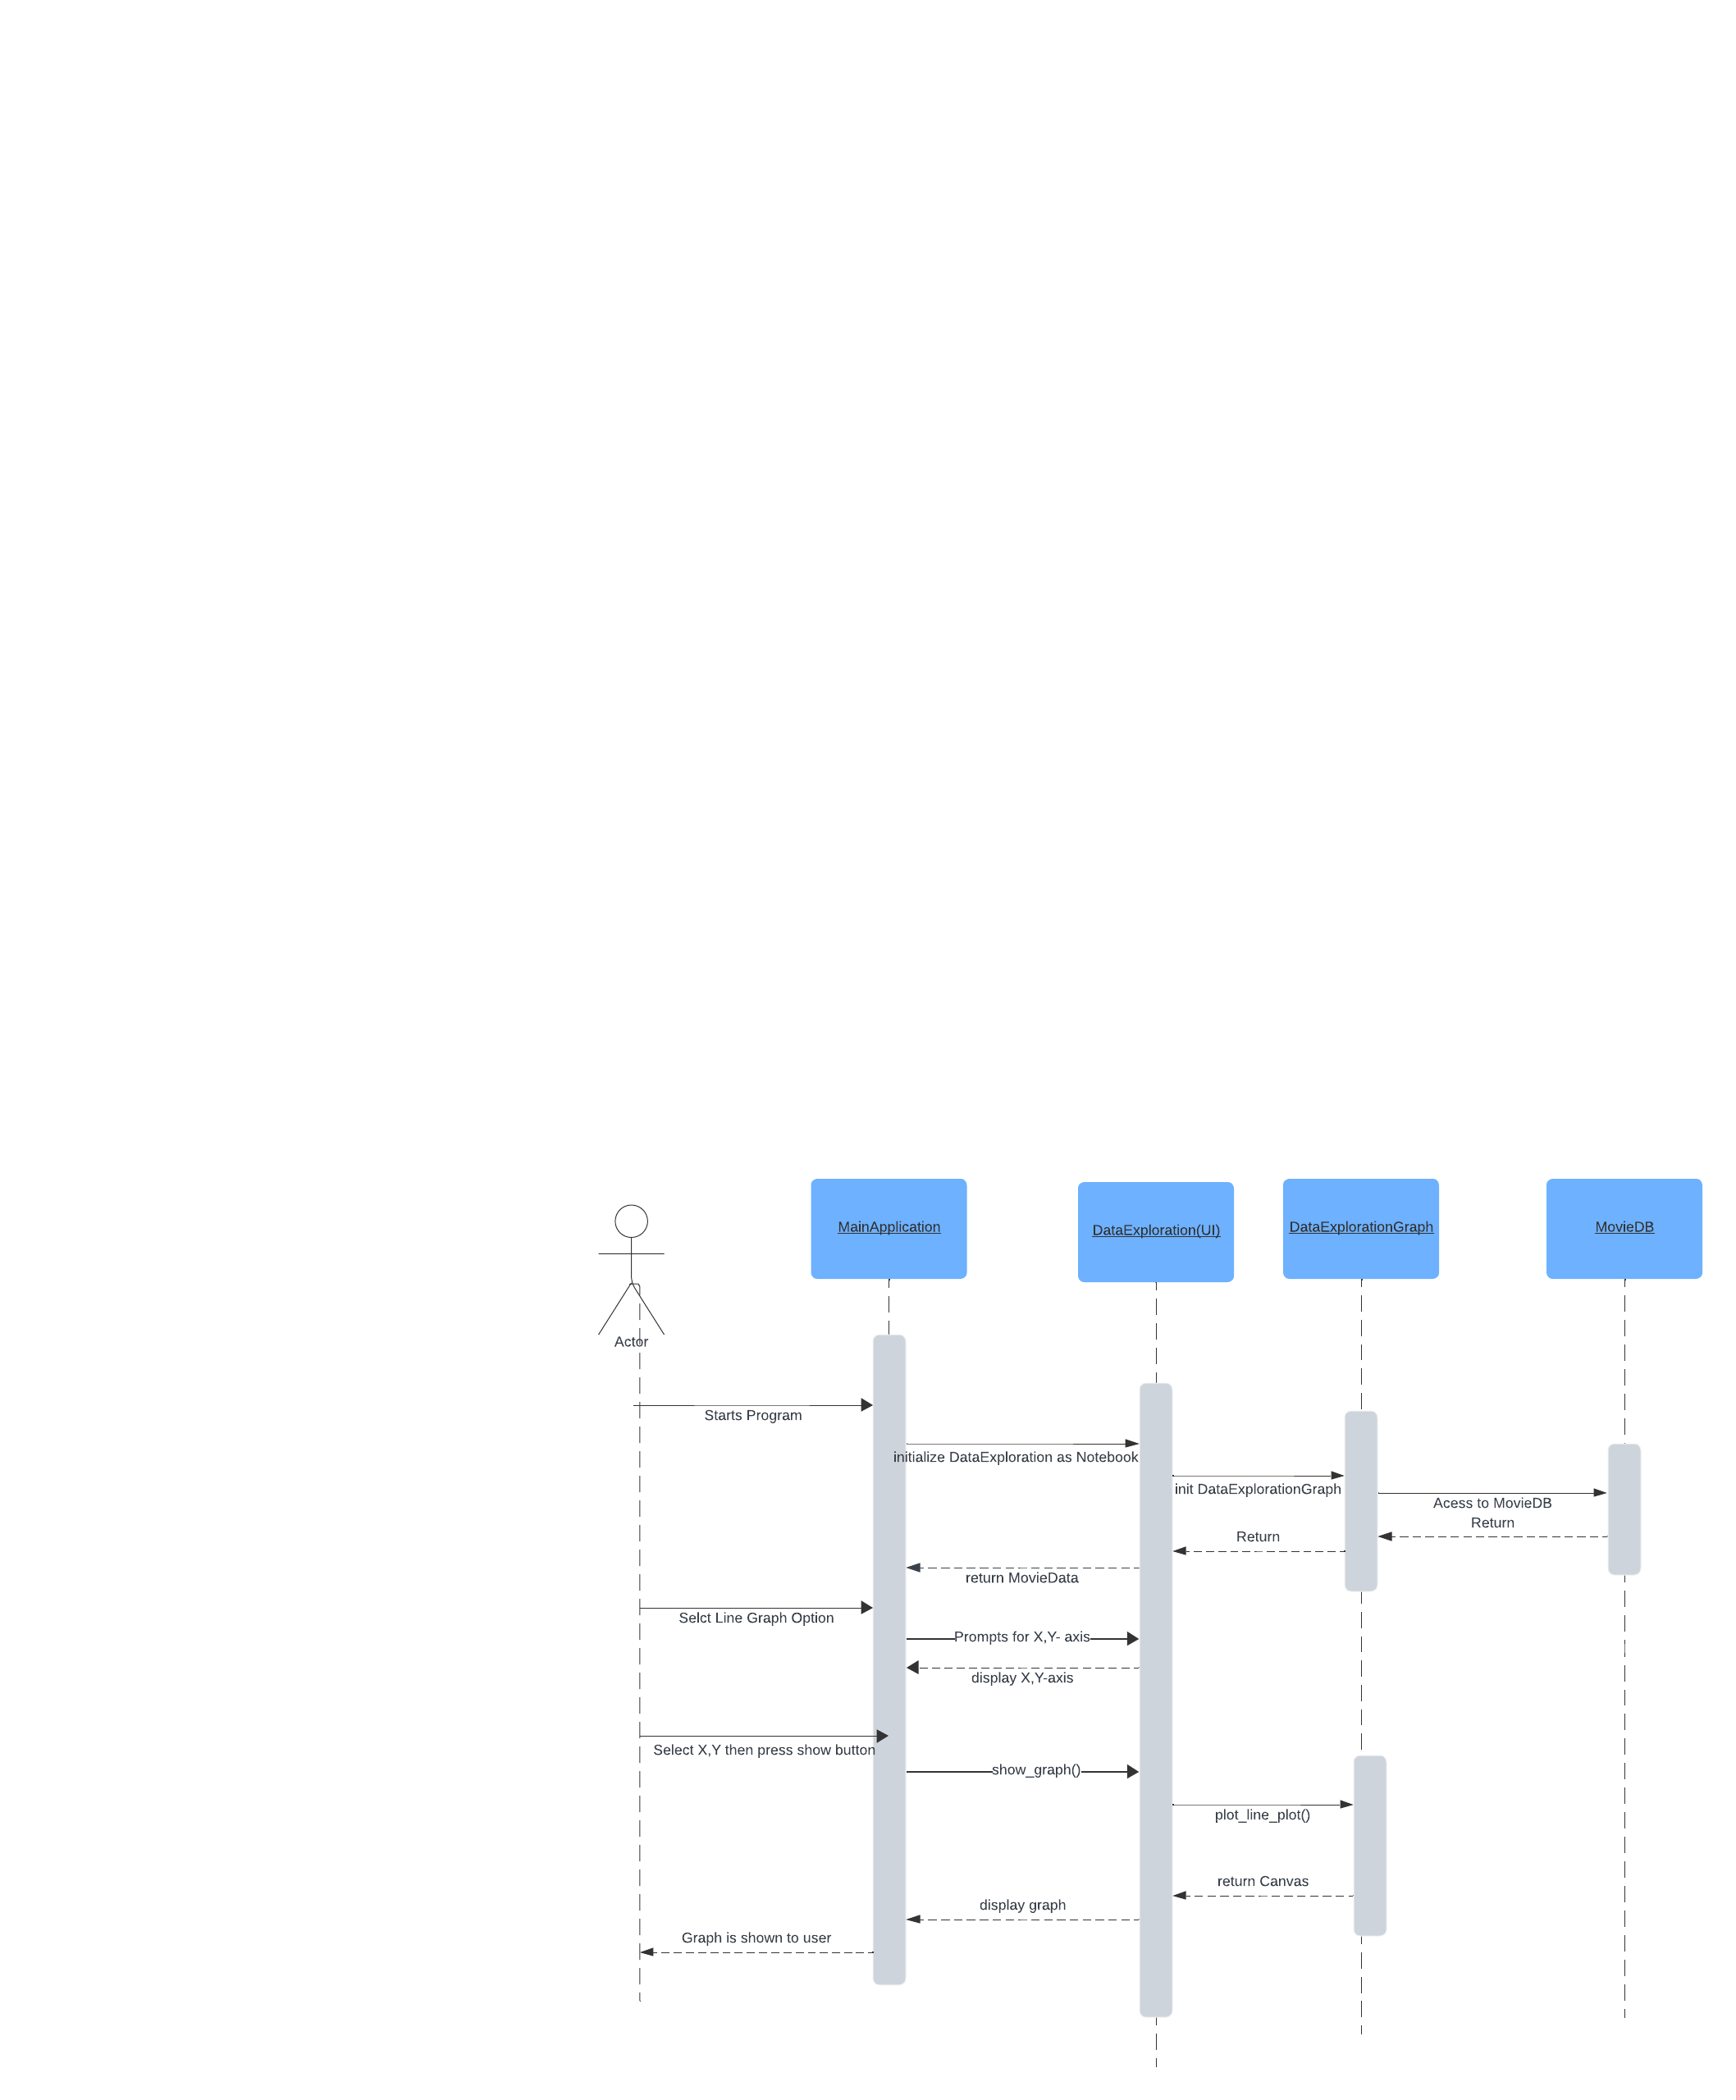 MainApplication
DataExploration(UI)
DataExplorationGraph
MovieDB
Actor
Starts Program
initialize DataExploration as Notebook
init DataExplorationGraph
Acess to MovieDB
Return
Return
return MovieData
Selct Line Graph Option
Prompts for X,Y- axis
display X,Y-axis
Select X,Y then press show button
show_graph()
plot_line_plot()
return Canvas
display graph
Graph is shown to user